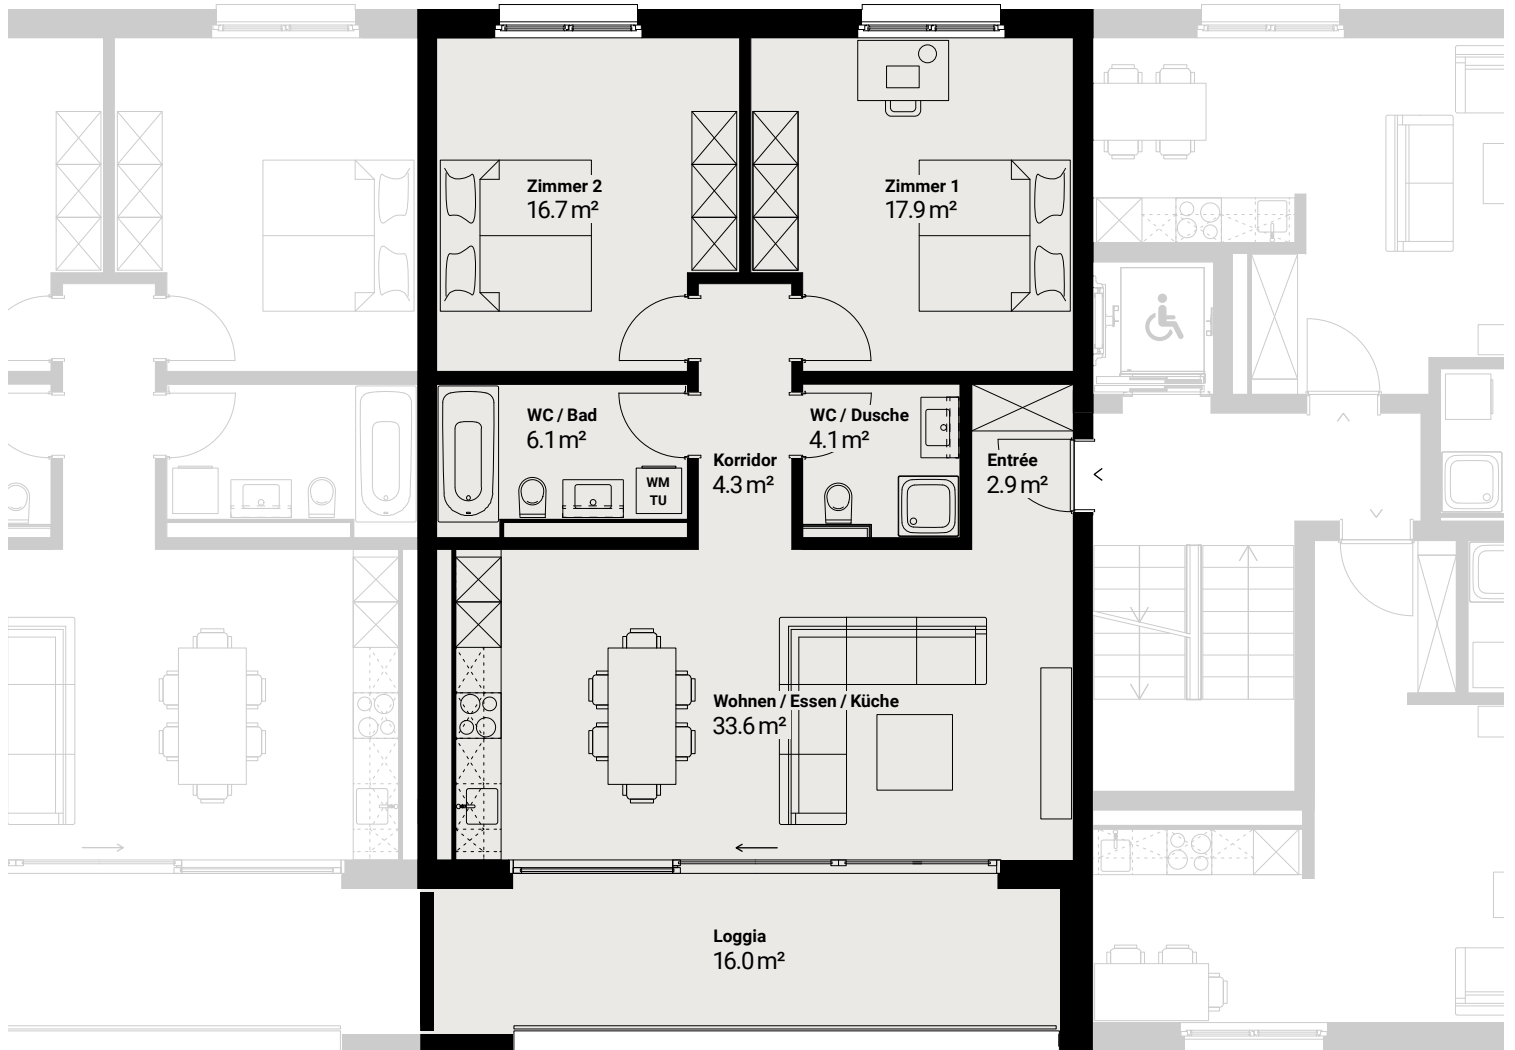 Zimmer 2
16.7 m²
Zimmer 1
17.9 m²
WC / Bad
6.1 m²
WC / Dusche
4.1 m²
Korridor
4.3 m²
Entrée
2.9 m²
WM
TU
Wohnen / Essen / Küche
33.6 m²
Loggia
16.0 m²